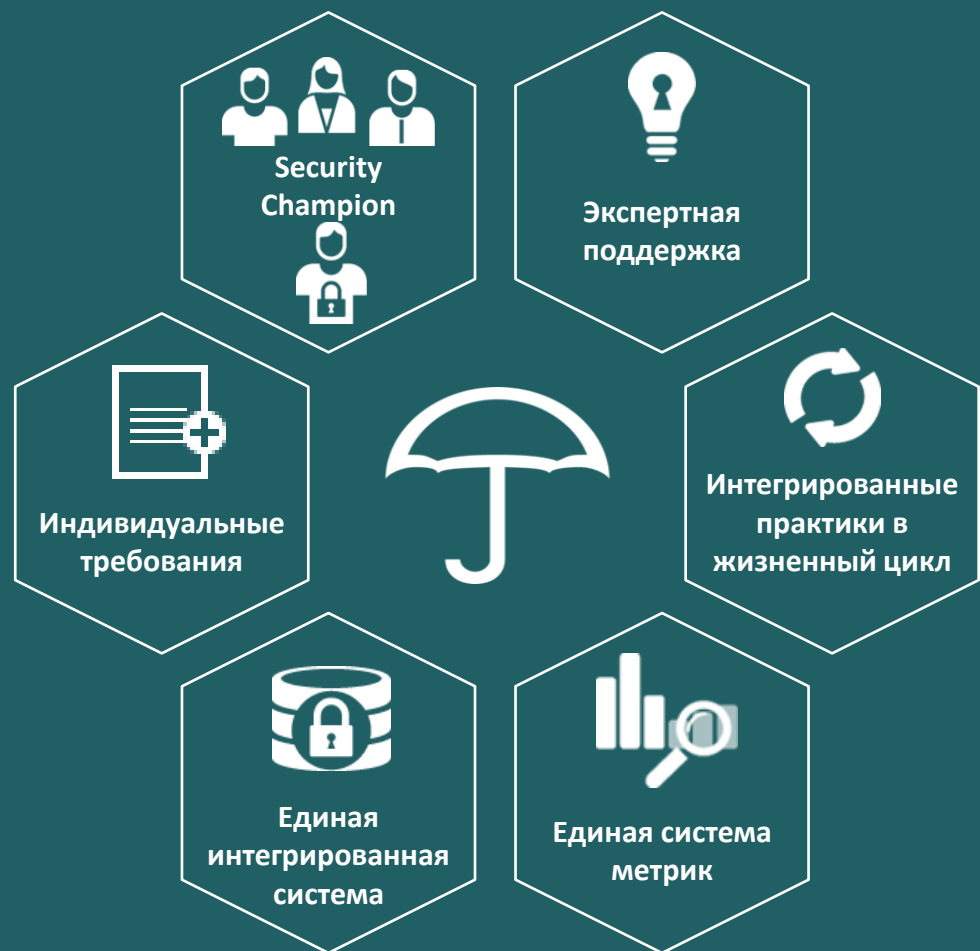 Security
Champion
Экспертная
поддержка
Индивидуальные
требования
Интегрированные
практики в
жизненный цикл
Единая
интегрированная
система
Единая система
метрик